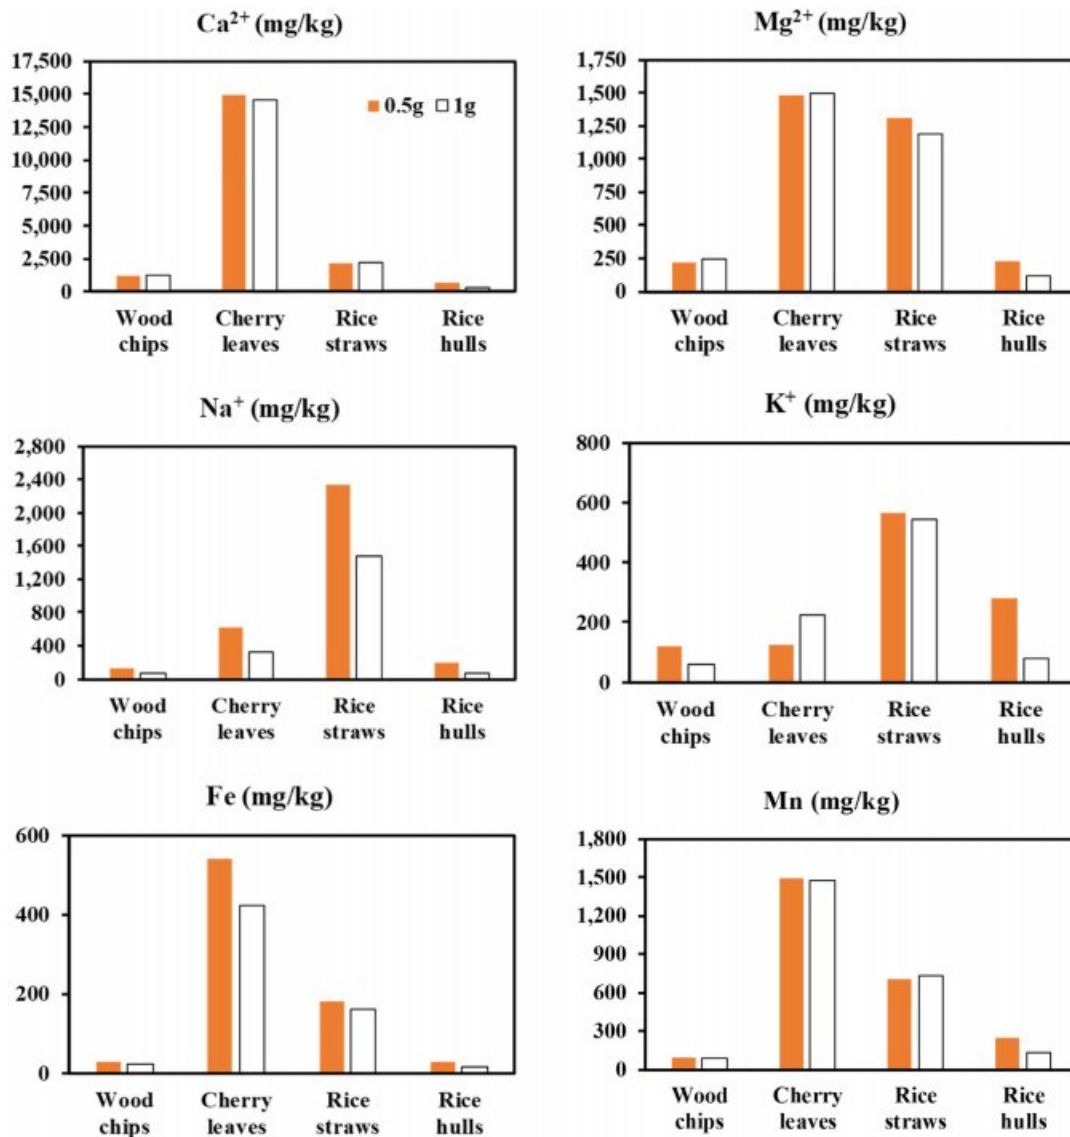 Ca²⁺ (mg/kg)
17,500
15,000
12,500
10,000
7,500
5,000
2,500
0
0.5g 1g
Wood chips
Cherry leaves
Rice straws
Rice hulls
Mg²⁺ (mg/kg)
1,750
1,500
1,250
1,000
750
500
250
0
Wood chips
Cherry leaves
Rice straws
Rice hulls
Na⁺ (mg/kg)
2,800
2,400
2,000
1,600
1,200
800
400
0
Wood chips
Cherry leaves
Rice straws
Rice hulls
K⁺ (mg/kg)
800
600
400
200
0
Wood chips
Cherry leaves
Rice straws
Rice hulls
Fe (mg/kg)
600
400
200
0
Wood chips
Cherry leaves
Rice straws
Rice hulls
Mn (mg/kg)
1,800
1,500
1,200
900
600
300
0
Wood chips
Cherry leaves
Rice straws
Rice hulls